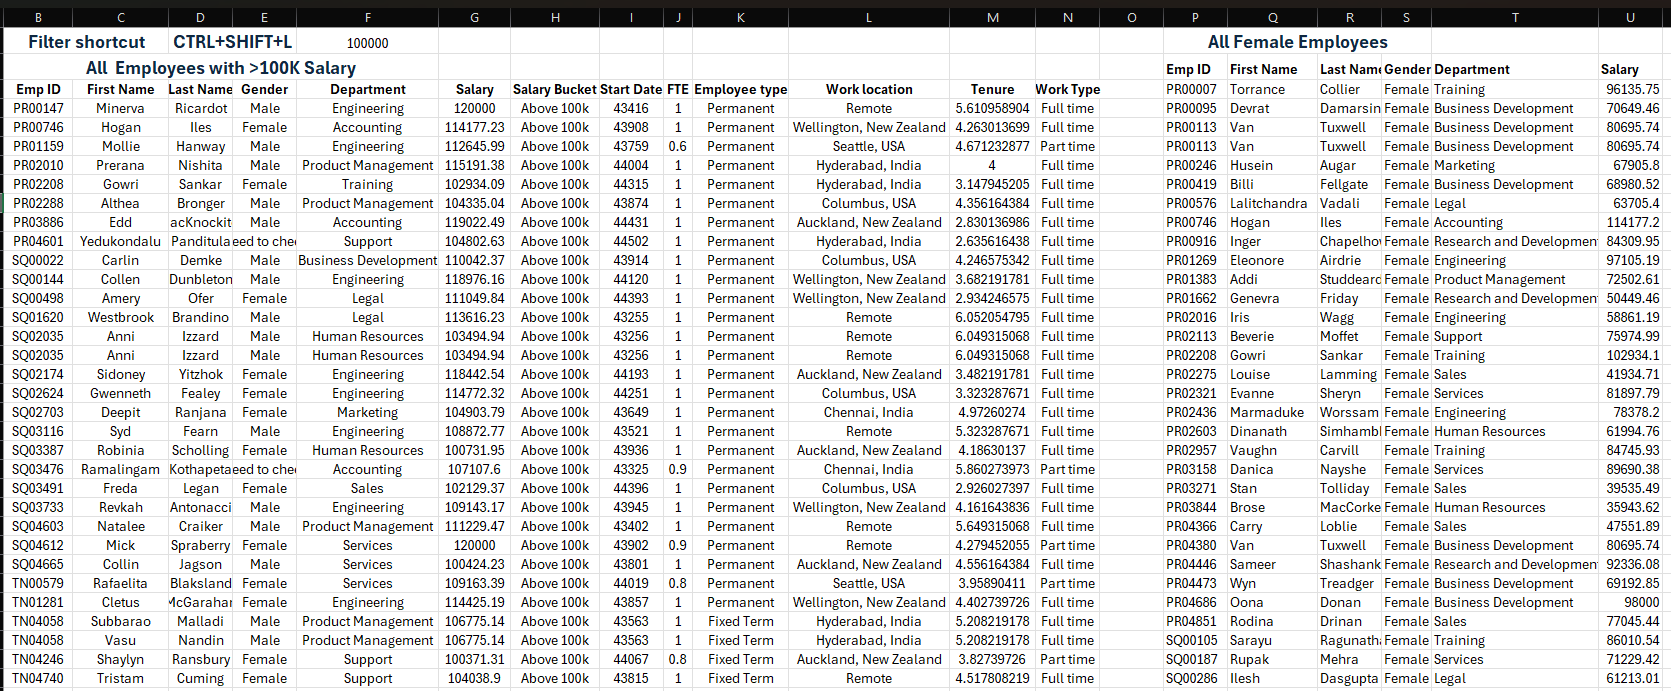 B C D E F G H I J K L M N O P Q R S T U
Filter shortcut CTRL+SHIFT+L 100000 All Female Employees
All Employees with >100K Salary Emp ID First Name Last Name Gender Department Salary
Emp ID First Name Last Name Gender Department Salary Salary Bucket Start Date FTE Employee type Work location Tenure Work Type PR00007 Torrance Collier Female Training 96135.75
PR00147 Minerva Ricardot Male Engineering 120000 Above 100k 43416 1 Permanent Remote 5.610958904 Full time PR00095 Devrat Damarsin Female Business Development 70649.46
PR00746 Hogan Iles Female Accounting 114177.23 Above 100k 43908 1 Permanent Wellington, New Zealand 4.263013699 Full time PR00113 Van Tuxwell Female Business Development 80695.74
PR01159 Mollie Hanway Male Engineering 112645.99 Above 100k 43759 0.6 Permanent Seattle, USA 4.671232877 Part time PR00113 Van Tuxwell Female Business Development 80695.74
PR02010 Prerana Nishita Male Product Management 115191.38 Above 100k 44004 1 Permanent Hyderabad, India 4 Full time PR00246 Husein Augar Female Marketing 67905.8
PR02208 Gowri Sankar Female Training 102934.09 Above 100k 44315 1 Permanent Hyderabad, India 3.147945205 Full time PR00419 Billi Fellgate Female Business Development 68980.52
PR02288 Althea Bronger Male Product Management 104335.04 Above 100k 43874 1 Permanent Columbus, USA 4.356164384 Full time PR00576 Lalitchandra Vadali Female Legal 63705.4
PR03886 Edd acKnockit Male Accounting 119022.49 Above 100k 44431 1 Permanent Auckland, New Zealand 2.830136986 Full time PR00746 Hogan Iles Female Accounting 114177.2
PR04601 Yedukondalu Panditula eed to che Support 104802.63 Above 100k 44502 1 Permanent Hyderabad, India 2.635616438 Full time PR00916 Inger Chapelho Female Research and Developmen 84309.95
SQ00022 Carlin Demke Male Business Development 110042.37 Above 100k 43914 1 Permanent Columbus, USA 4.246575342 Full time PR01269 Eleonore Airdrie Female Engineering 97105.19
SQ00144 Collen Dunbleton Male Engineering 118976.16 Above 100k 44120 1 Permanent Wellington, New Zealand 3.682191781 Full time PR01383 Addi Studdeard Female Product Management 72502.61
SQ00498 Amery Ofer Female Legal 111049.84 Above 100k 44393 1 Permanent Wellington, New Zealand 2.934246575 Full time PR01662 Genevra Friday Female Research and Developmen 50449.46
SQ01620 Westbrook Brandino Male Legal 113616.23 Above 100k 43255 1 Permanent Remote 6.052054795 Full time PR02016 Iris Wagg Female Engineering 58861.19
SQ02035 Anni Izzard Male Human Resources 103494.94 Above 100k 43256 1 Permanent Remote 6.049315068 Full time PR02113 Beverie Moffet Female Support 75974.99
SQ02035 Anni Izzard Male Human Resources 103494.94 Above 100k 43256 1 Permanent Remote 6.049315068 Full time PR02208 Gowri Sankar Female Training 102934.1
SQ02174 Sidoney Yitzhok Female Engineering 118442.54 Above 100k 44193 1 Permanent Auckland, New Zealand 3.482191781 Full time PR02275 Louise Lamming Female Sales 41934.71
SQ02624 Gwenneth Fealey Female Engineering 114772.32 Above 100k 44251 1 Permanent Columbus, USA 3.323287671 Full time PR02321 Evanne Sheryn Female Services 81897.79
SQ02703 Deepit Ranjana Female Marketing 104903.79 Above 100k 43649 1 Permanent Chennai, India 4.97260274 Full time PR02436 Marmaduke Worssam Female Engineering 78378.2
SQ03116 Syd Fearn Male Engineering 108872.77 Above 100k 43521 1 Permanent Remote 5.323287671 Full time PR02603 Dinanath Simhambl Female Human Resources 61994.76
SQ03387 Robinia Scholling Female Human Resources 100731.95 Above 100k 43936 1 Permanent Auckland, New Zealand 4.18630137 Full time PR02957 Vaughn Carvill Female Training 84745.93
SQ03476 Ramalingam Kothapeta eed to che Accounting 107107.6 Above 100k 43325 0.9 Permanent Chennai, India 5.860273973 Part time PR03158 Danica Nayshe Female Services 89690.38
SQ03491 Freda Legan Female Sales 102129.37 Above 100k 44396 1 Permanent Columbus, USA 2.926027397 Full time PR03271 Stan Tolliday Female Sales 39535.49
SQ03733 Revkah Antonacci Male Engineering 109143.17 Above 100k 43945 1 Permanent Wellington, New Zealand 4.161643836 Full time PR03844 Brose MacCorke Female Human Resources 35943.62
SQ04603 Natalee Craiker Male Product Management 111229.47 Above 100k 43402 1 Permanent Remote 5.649315068 Full time PR04366 Carry Loblie Female Sales 47551.89
SQ04612 Mick Spraberry Female Services 120000 Above 100k 43902 0.9 Permanent Remote 4.279452055 Part time PR04380 Van Tuxwell Female Business Development 80695.74
SQ04665 Collin Jagson Male Services 100424.23 Above 100k 43801 1 Permanent Auckland, New Zealand 4.556164384 Full time PR04446 Sameer Shashank Female Research and Developmen 92336.08
TN00579 Rafaelita Blaksland Female Services 109163.39 Above 100k 44019 0.8 Permanent Seattle, USA 3.95890411 Part time PR04473 Wyn Treadger Female Business Development 69192.85
TN01281 Cletus McGarahan Female Engineering 114425.19 Above 100k 43857 1 Permanent Wellington, New Zealand 4.402739726 Full time PR04686 Oona Donan Female Business Development 98000
TN04058 Subbarao Malladi Male Product Management 106775.14 Above 100k 43563 1 Fixed Term Hyderabad, India 5.208219178 Full time PR04851 Rodina Drinan Female Sales 77045.44
TN04058 Vasu Nandin Male Product Management 106775.14 Above 100k 43563 1 Fixed Term Hyderabad, India 5.208219178 Full time SQ00105 Sarayu Ragunath Female Training 86010.54
TN04246 Shaylyn Ransbury Female Support 100371.31 Above 100k 44067 0.8 Fixed Term Auckland, New Zealand 3.82739726 Part time SQ00187 Rupak Mehra Female Services 71229.42
TN04740 Tristam Cuming Female Support 104038.9 Above 100k 43815 1 Fixed Term Remote 4.517808219 Full time SQ00286 Ilesh Dasgupta Female Legal 61213.01